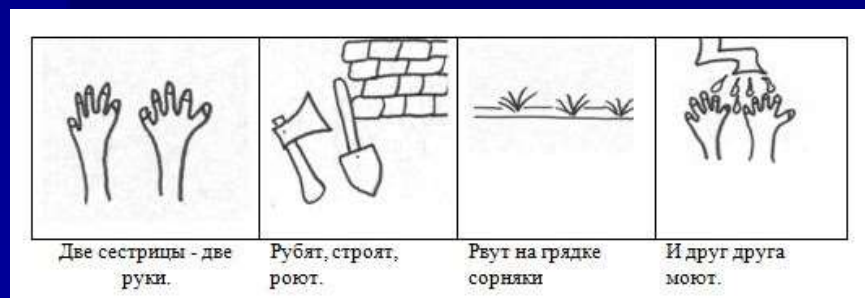 Две сестрицы - две
руки.
Рубят, строят,
роют.
Рвут на грядке
сорняки
И друг друга
моют.